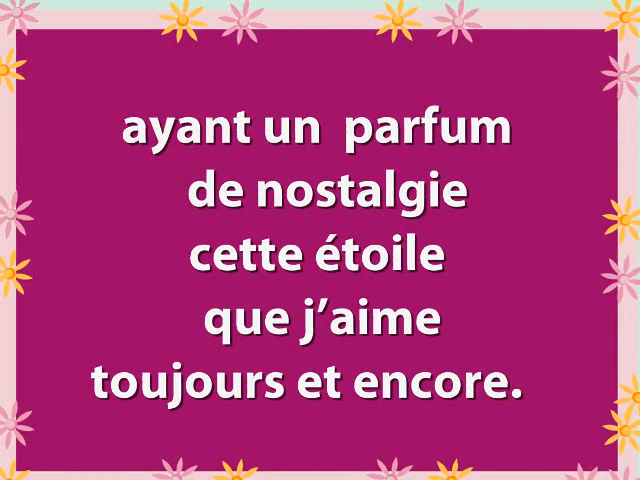 ayant un parfum
de nostalgie
cette étoile
que j’aime
toujours et encore.